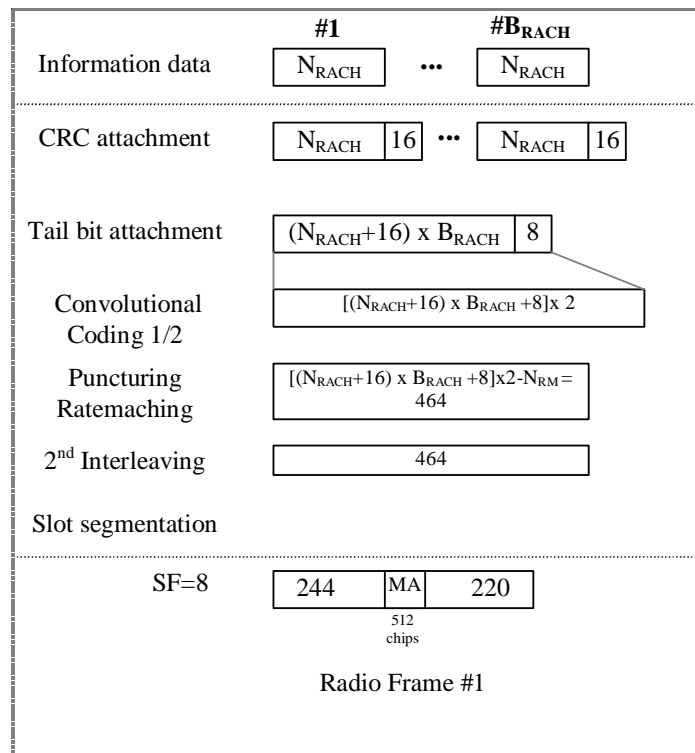 #1 #B_RACH
Information data N_RACH ... N_RACH
CRC attachment N_RACH 16 ... N_RACH 16
Tail bit attachment (N_RACH+16) x B_RACH 8
Convolutional
Coding 1/2
[(N_RACH+16) x B_RACH +8]x 2
Puncturing
Ratemaching
[(N_RACH+16) x B_RACH +8]x2-N_RM =
464
2nd Interleaving 464
Slot segmentation
SF=8 244 MA 220
512
chips
Radio Frame #1